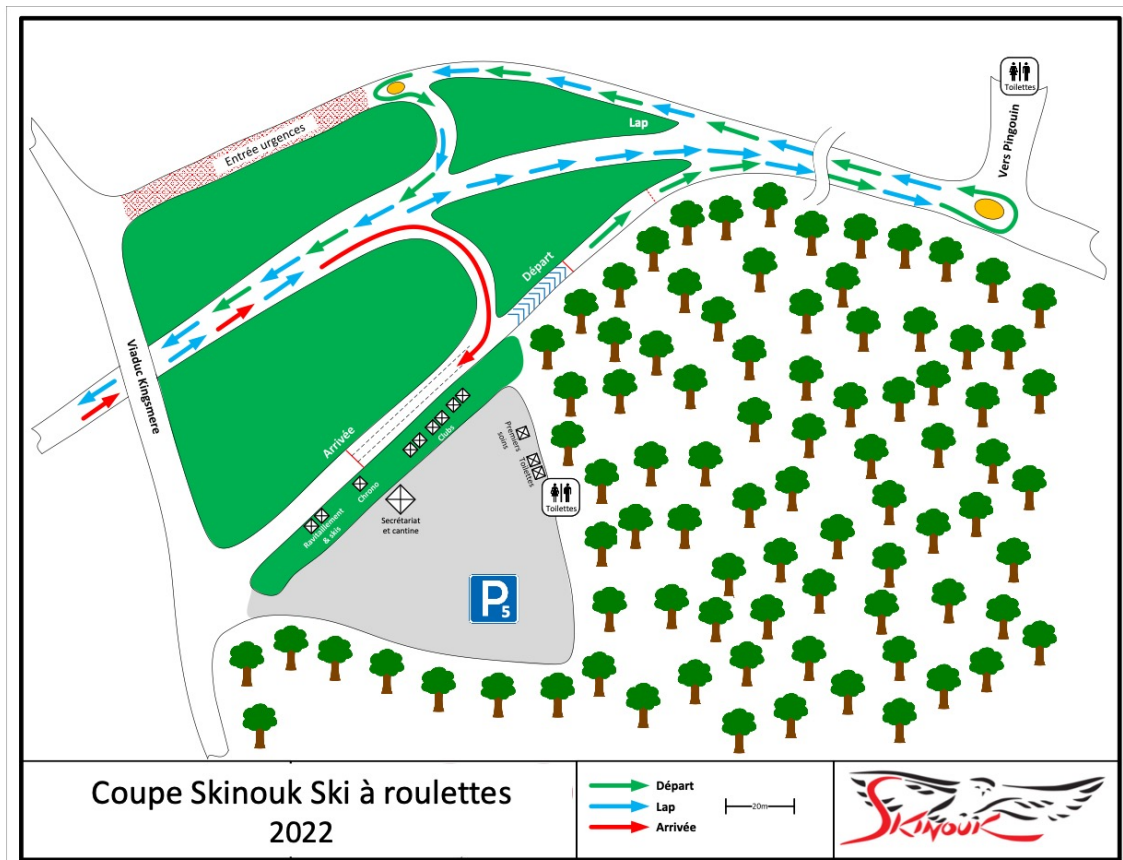 Toilettes
Vers Pingouin
Entrée urgences
Lap
Départ
Viaduc Kingsmere
Arrivée
Clubs
Premiers
soins
Toilettes
Toilettes
Chrono
Secrétariat
et cantine
Ravitaillement
& skis
P5
Coupe Skinouk Ski à roulettes
2022
Départ
Lap
Arrivée
20m
SKINOUK